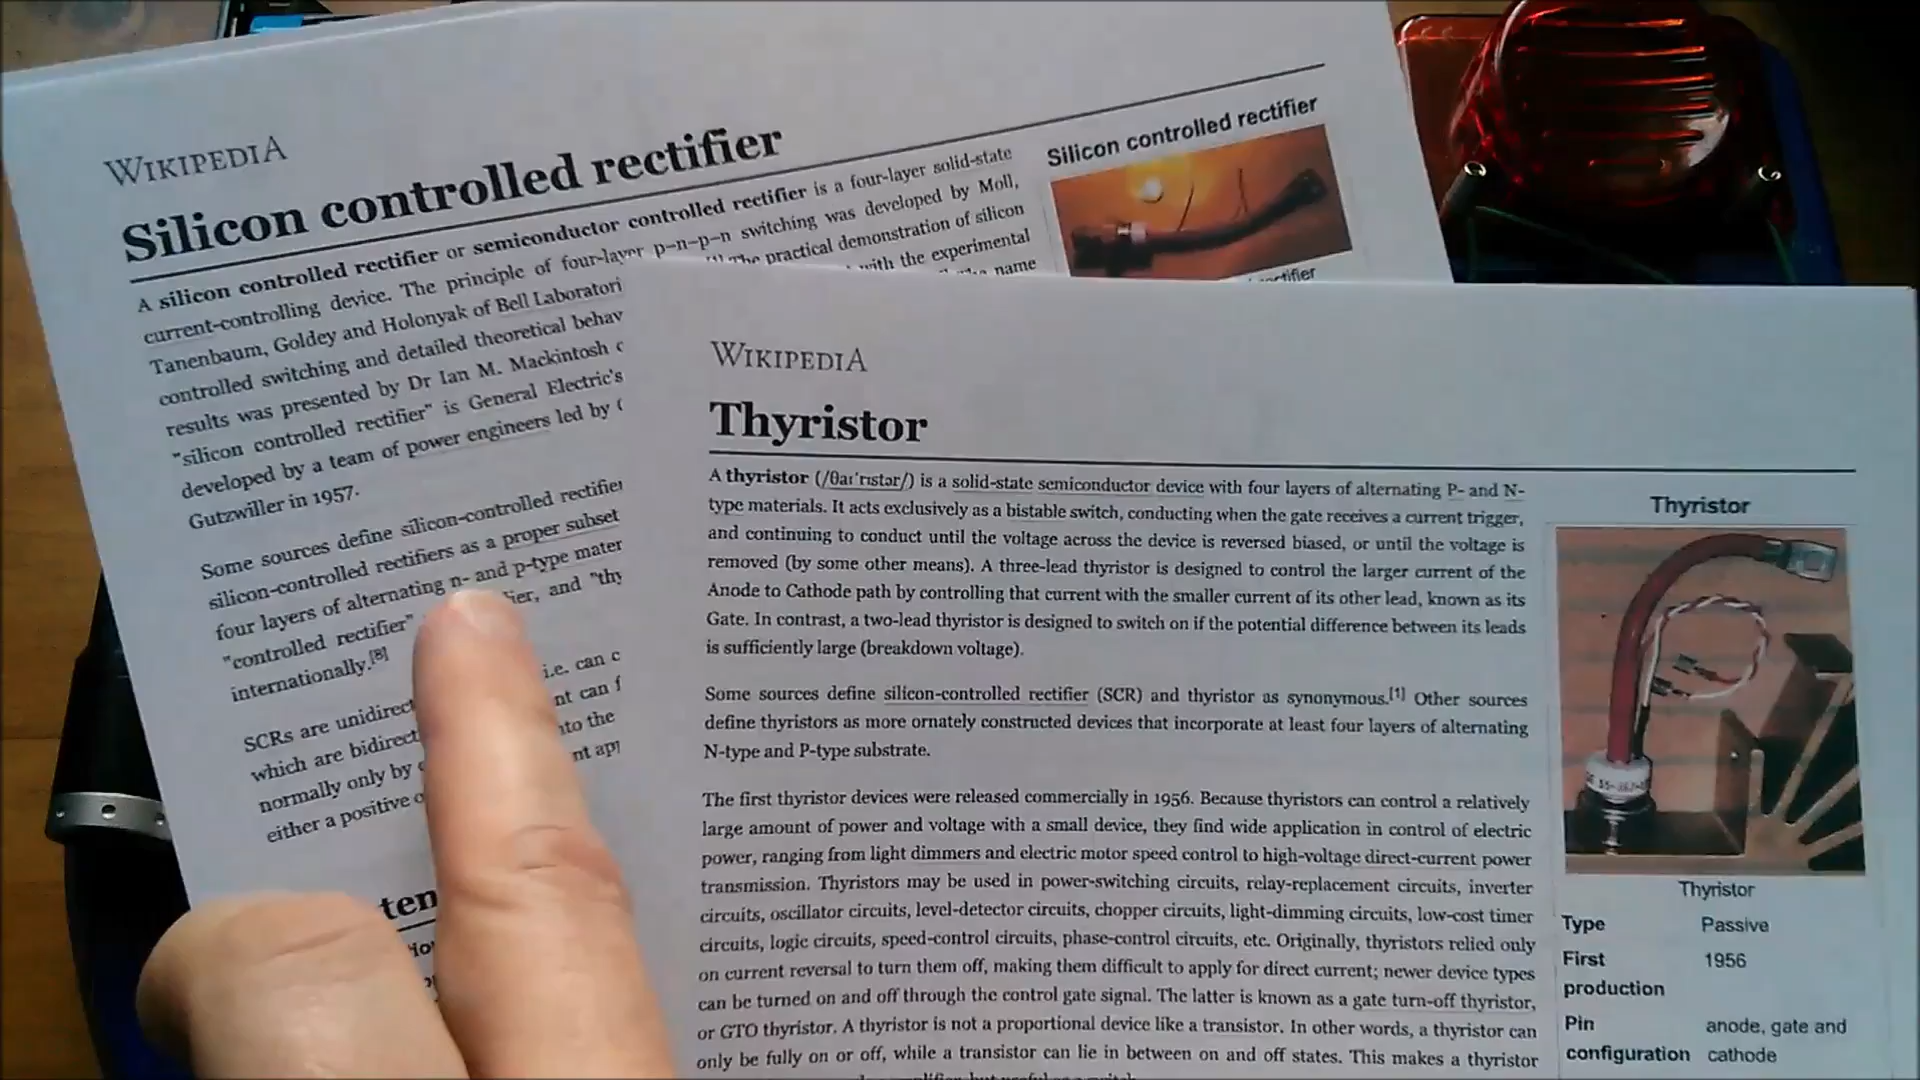 WIKIPEDIA
Silicon controlled rectifier
A silicon controlled rectifier or semiconductor controlled rectifier is a four-layer solid-state
current-controlling device. The principle of four-layer p–n–p–n switching was developed by Moll,
Tanenbaum, Goldey and Holonyak of Bell Laboratori The practical demonstration of silicon
controlled switching and detailed theoretical behav with the experimental
results was presented by Dr Ian M. Mackintosh name
"silicon controlled rectifier" is General Electric's
developed by a team of power engineers led by
Gutzwiller in 1957.
Some sources define silicon-controlled rectifier
silicon-controlled rectifiers as a proper subset
four layers of alternating n- and p-type mater
"controlled rectifier" and "thy
internationally.[8]
SCRs are unidirect i.e. can c
which are bidirect nt can f
normally only by nto the
either a positive nt app
ten
Silicon controlled rectifier
WIKIPEDIA
Thyristor
A thyristor (/θaɪˈrɪstər/) is a solid-state semiconductor device with four layers of alternating P- and N-
type materials. It acts exclusively as a bistable switch, conducting when the gate receives a current trigger,
and continuing to conduct until the voltage across the device is reversed biased, or until the voltage is
removed (by some other means). A three-lead thyristor is designed to control the larger current of the
Anode to Cathode path by controlling that current with the smaller current of its other lead, known as its
Gate. In contrast, a two-lead thyristor is designed to switch on if the potential difference between its leads
is sufficiently large (breakdown voltage).
Some sources define silicon-controlled rectifier (SCR) and thyristor as synonymous.[1] Other sources
define thyristors as more ornately constructed devices that incorporate at least four layers of alternating
N-type and P-type substrate.
The first thyristor devices were released commercially in 1956. Because thyristors can control a relatively
large amount of power and voltage with a small device, they find wide application in control of electric
power, ranging from light dimmers and electric motor speed control to high-voltage direct-current power
transmission. Thyristors may be used in power-switching circuits, relay-replacement circuits, inverter
circuits, oscillator circuits, level-detector circuits, chopper circuits, light-dimming circuits, low-cost timer
circuits, logic circuits, speed-control circuits, phase-control circuits, etc. Originally, thyristors relied only
on current reversal to turn them off, making them difficult to apply for direct current; newer device types
can be turned on and off through the control gate signal. The latter is known as a gate turn-off thyristor,
or GTO thyristor. A thyristor is not a proportional device like a transistor. In other words, a thyristor can
only be fully on or off, while a transistor can lie in between on and off states. This makes a thyristor
Thyristor
Thyristor
Type Passive
First 1956
production
Pin anode, gate and
configuration cathode